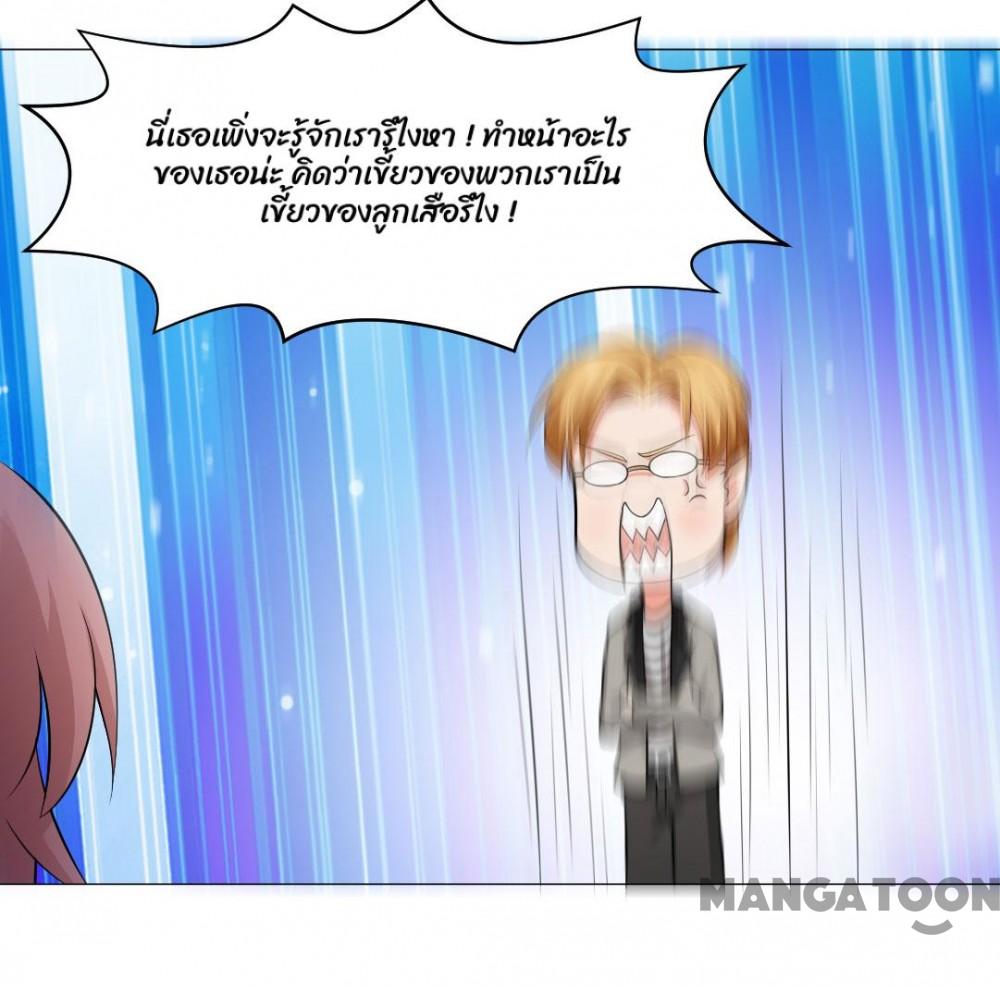 นี่เธอเพิ่งจะรู้จักเรารึไงหา ! ทำหน้าอะไร
ของเธอน่ะ คิดว่าเขี้ยวของพวกเราเป็น
เขี้ยวของลูกเสือรึไง !
MANGA TOON